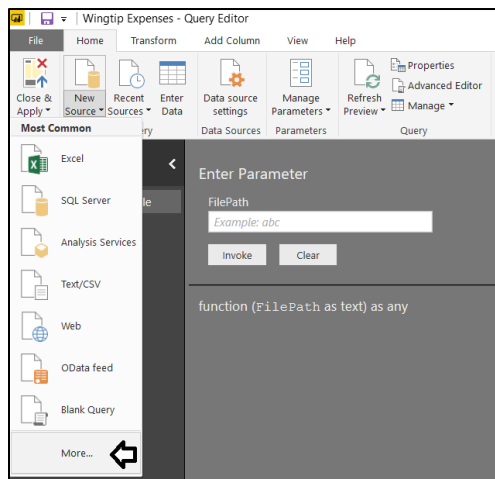 Wingtip Expenses - Query Editor
File Home Transform Add Column View Help
Close & Apply
New Source
Recent Sources
Enter Data
Data source settings
Manage Parameters
Refresh Preview
Properties
Advanced Editor
Manage
Data Sources Parameters Query
Most Common
Excel
SQL Server
Analysis Services
Text/CSV
Web
OData feed
Blank Query
More...
Enter Parameter
FilePath
Example: abc
Invoke Clear
function (FilePath as text) as any